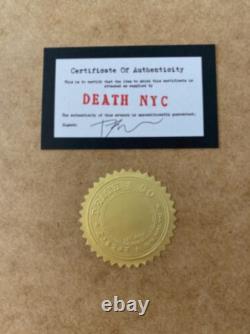 Certificate Of Authenticity
This is to certify that the item to which this certificate is
attached as supplied by
DEATH NYC
The authenticity of this artwork is unconditionally guaranteed.
Signed:
ebay